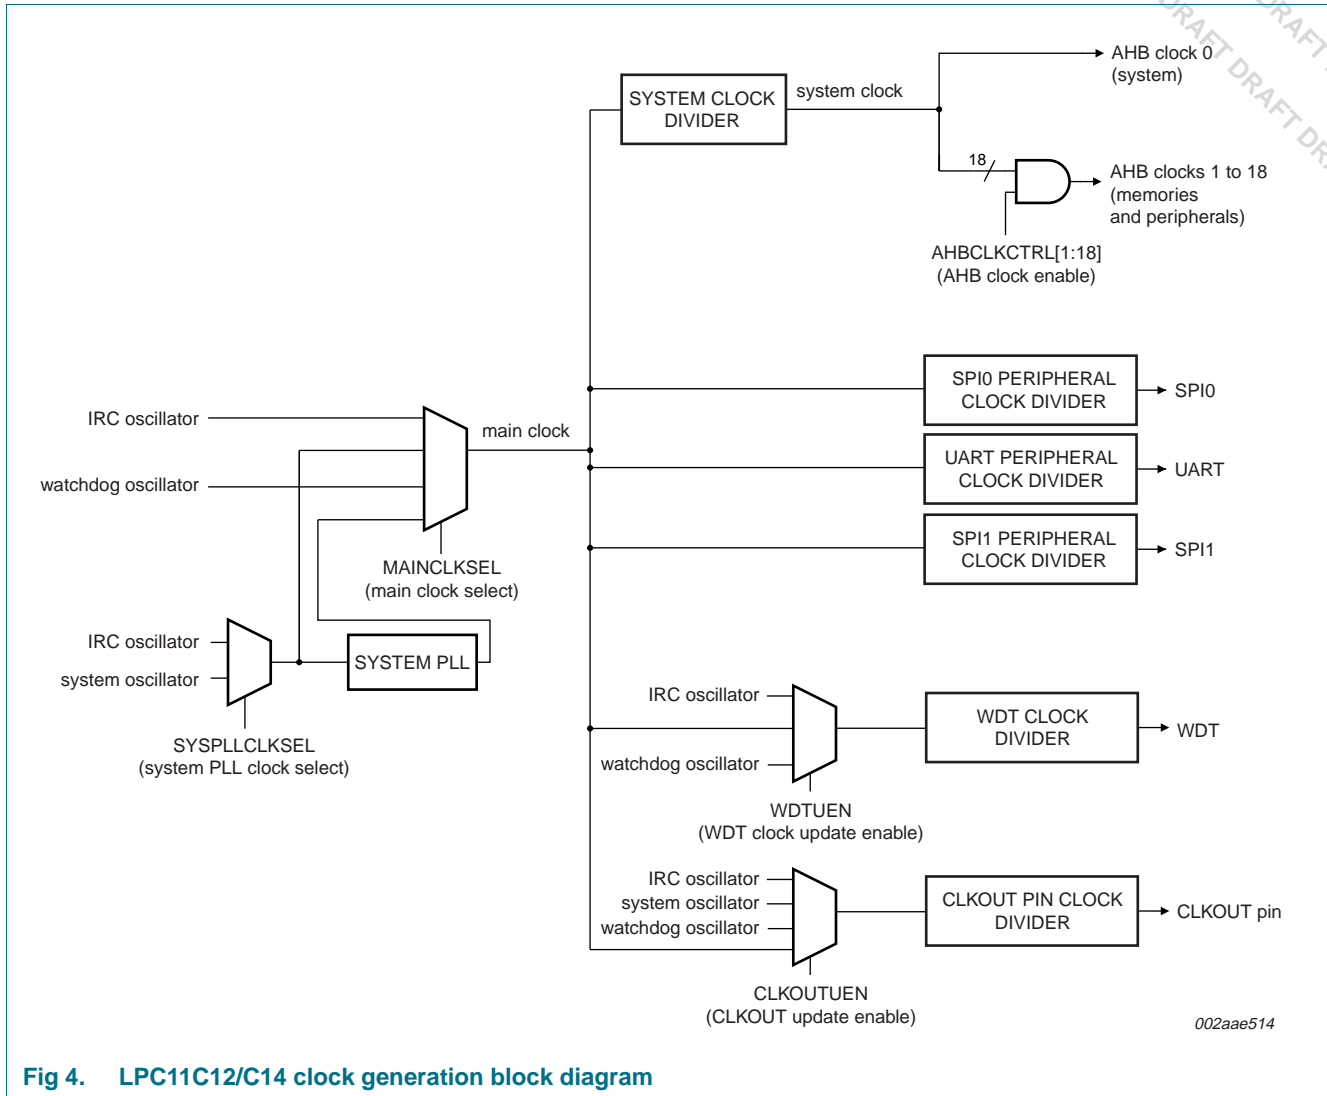 DRAFT DRAFT DRAFT
DRAFT
AHB clock 0
(system)
SYSTEM CLOCK
DIVIDER
system clock
18
AHB clocks 1 to 18
(memories
and peripherals)
AHBCLKCTRL[1:18]
(AHB clock enable)
SPI0 PERIPHERAL
CLOCK DIVIDER
SPI0
IRC oscillator
main clock
UART PERIPHERAL
CLOCK DIVIDER
UART
watchdog oscillator
SPI1 PERIPHERAL
CLOCK DIVIDER
SPI1
MAINCLKSEL
(main clock select)
IRC oscillator
system oscillator
SYSTEM PLL
SYSPLLCLKSEL
(system PLL clock select)
IRC oscillator
watchdog oscillator
WDT CLOCK
DIVIDER
WDT
WDTUEN
(WDT clock update enable)
IRC oscillator
system oscillator
watchdog oscillator
CLKOUT PIN CLOCK
DIVIDER
CLKOUT pin
CLKOUTUEN
(CLKOUT update enable)
002aae514
Fig 4. LPC11C12/C14 clock generation block diagram